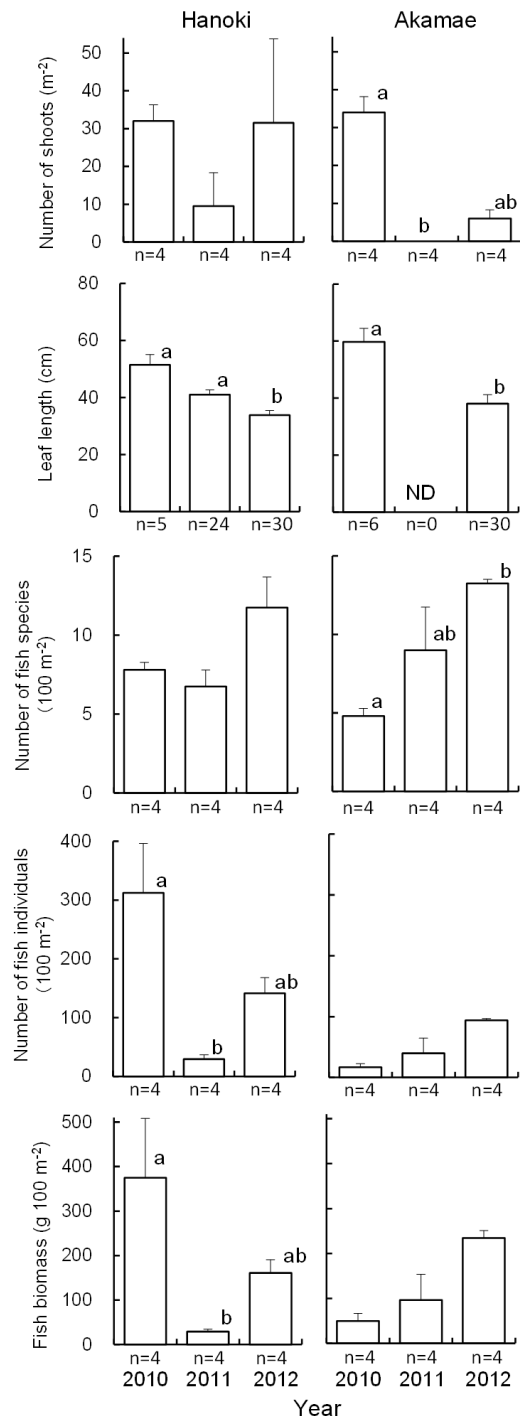 Hanoki Akamae
Number of shoots (m-2)
50
40
30
20
10
0
a
b
ab
n=4 n=4 n=4 n=4 n=4 n=4
Leaf length (cm)
80
60
40
20
0
a
a
b
a
ND
b
n=5 n=24 n=30 n=6 n=0 n=30
Number of fish species
(100 m-2)
15
10
5
0
a
ab
b
n=4 n=4 n=4 n=4 n=4 n=4
Number of fish individuals
(100 m-2)
400
300
200
100
0
a
b
ab
n=4 n=4 n=4 n=4 n=4 n=4
Fish biomass (g 100 m-2)
500
400
300
200
100
0
a
b
ab
n=4 n=4 n=4 n=4 n=4 n=4
2010 2011 2012 2010 2011 2012
Year